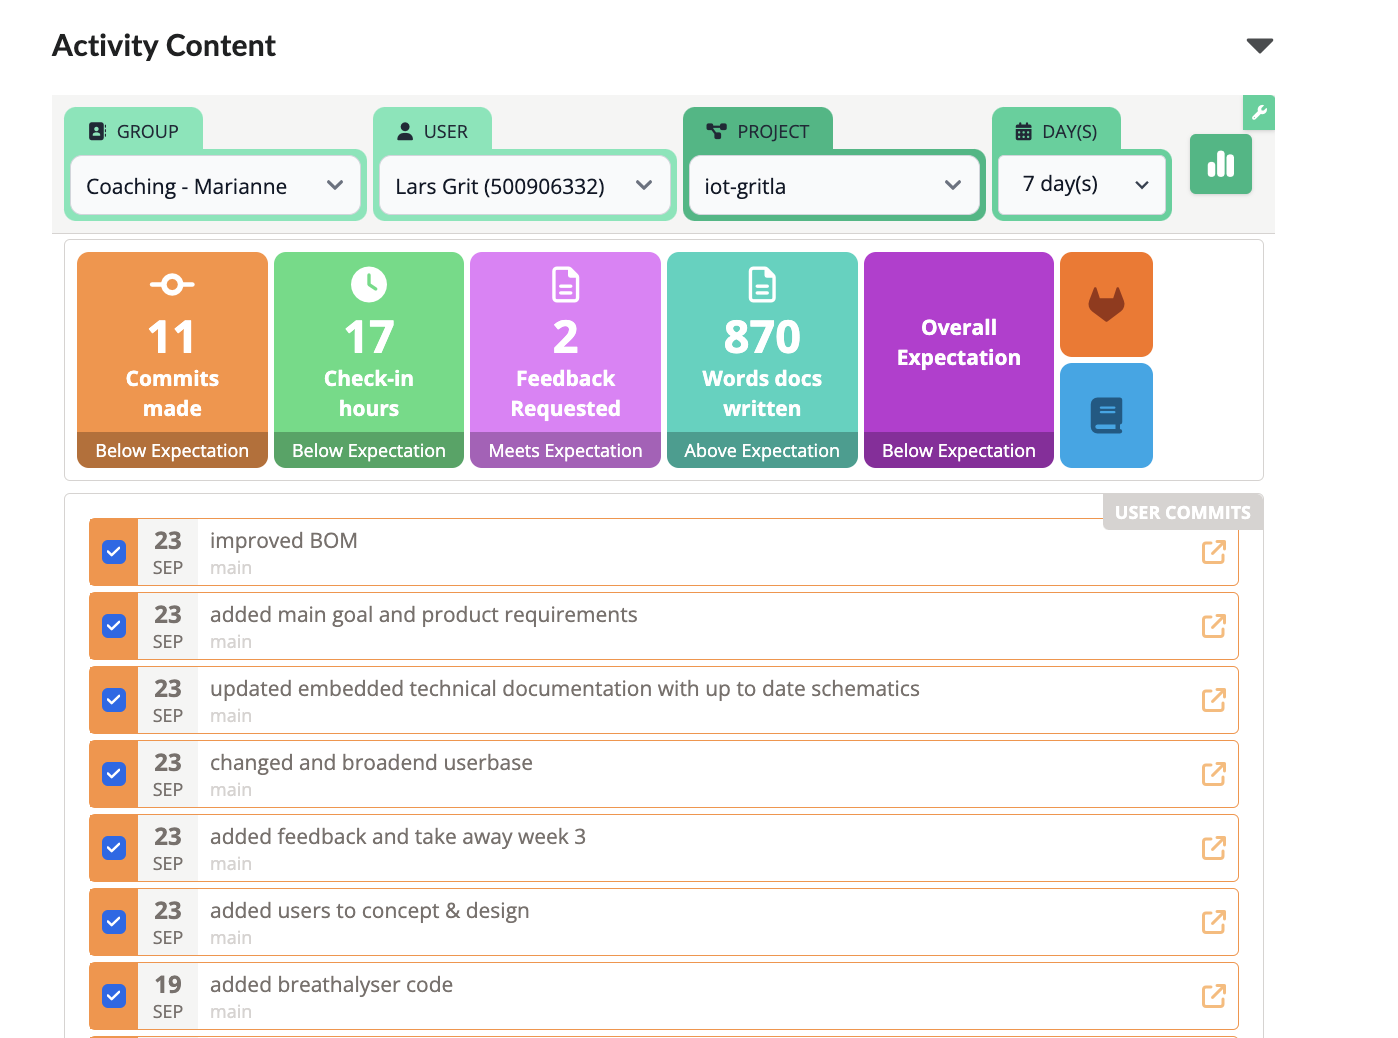 Activity Content
GROUP
USER
PROJECT
DAY(S)
Coaching - Marianne
Lars Grit (500906332)
iot-gritla
7 day(s)
11
Commits
made
Below Expectation
17
Check-in
hours
Below Expectation
2
Feedback
Requested
Meets Expectation
870
Words docs
written
Above Expectation
Overall
Expectation
Below Expectation
USER COMMITS
23
SEP
improved BOM
main
23
SEP
added main goal and product requirements
main
23
SEP
updated embedded technical documentation with up to date schematics
main
23
SEP
changed and broadend userbase
main
23
SEP
added feedback and take away week 3
main
23
SEP
added users to concept & design
main
19
SEP
added breathalyser code
main